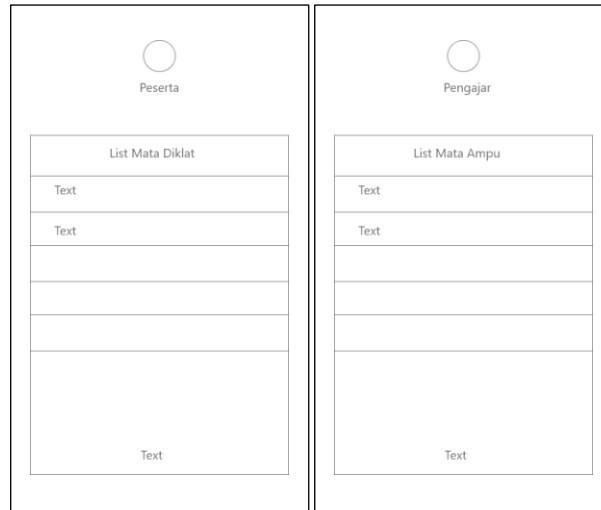 Peserta
List Mata Diklat
Text
Text
Text
Pengajar
List Mata Ampu
Text
Text
Text